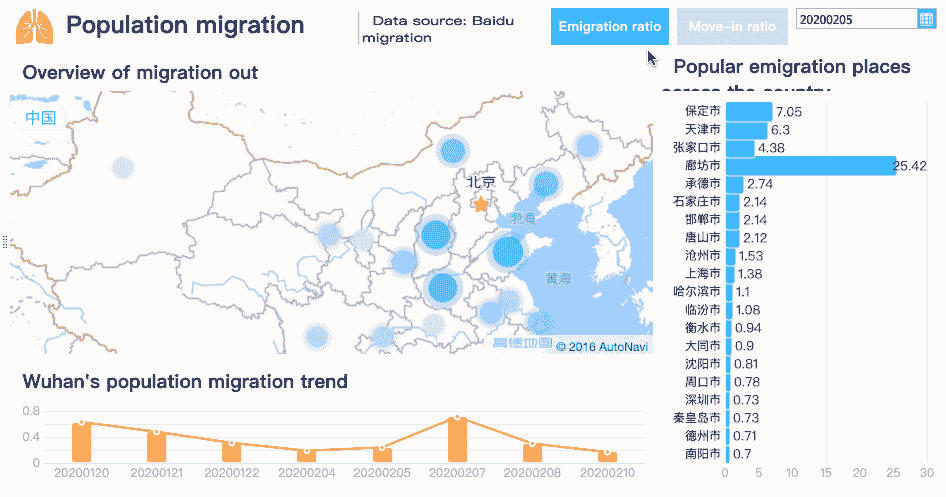 Population migration
Data source: Baidu
migration
Emigration ratio
Move-in ratio
20200205
Overview of migration out
中国
北京
渤海
黄海
高德地图
© 2016 AutoNavi
Popular emigration places
across the country
保定市 7.05
天津市 6.3
张家口市 4.38
廊坊市 25.42
承德市 2.74
石家庄市 2.14
邯郸市 2.14
唐山市 2.12
沧州市 1.53
上海市 1.38
哈尔滨市 1.1
临汾市 1.08
衡水市 0.94
大同市 0.9
沈阳市 0.81
周口市 0.78
深圳市 0.73
秦皇岛市 0.73
德州市 0.71
南阳市 0.7
0 5 10 15 20 25 30
Wuhan's population migration trend
0.8
0.4
0
20200120 20200121 20200122 20200204 20200205 20200207 20200208 20200210